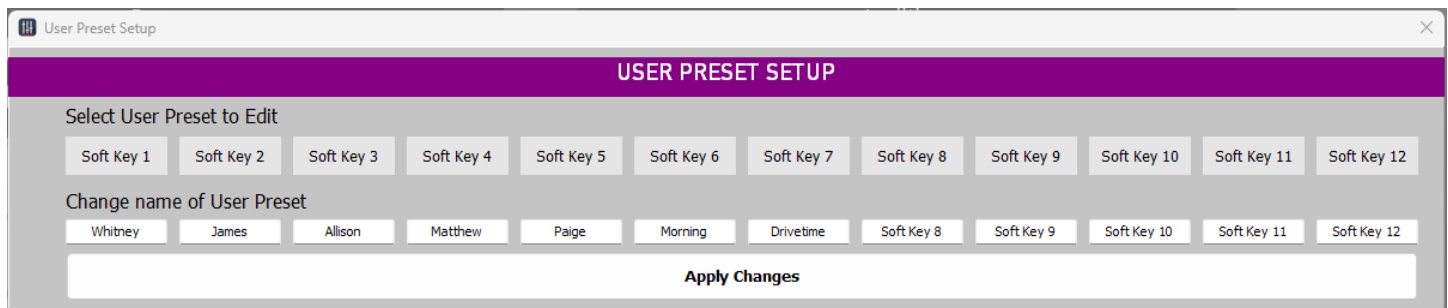 User Preset Setup
USER PRESET SETUP
Select User Preset to Edit
Soft Key 1 Soft Key 2 Soft Key 3 Soft Key 4 Soft Key 5 Soft Key 6 Soft Key 7 Soft Key 8 Soft Key 9 Soft Key 10 Soft Key 11 Soft Key 12
Change name of User Preset
Whitney James Allison Matthew Paige Morning Drivetime Soft Key 8 Soft Key 9 Soft Key 10 Soft Key 11 Soft Key 12
Apply Changes